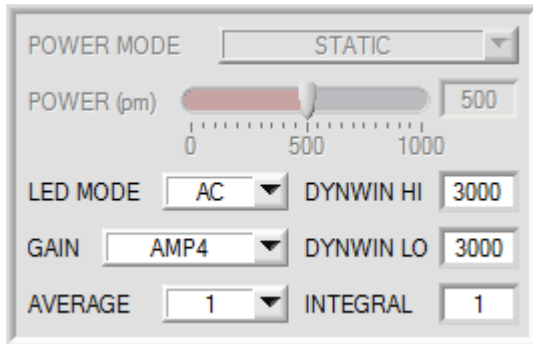 POWER MODE STATIC
POWER (pm) 500
0 500 1000
LED MODE AC DYNWIN HI 3000
GAIN AMP4 DYNWIN LO 3000
AVERAGE 1 INTEGRAL 1